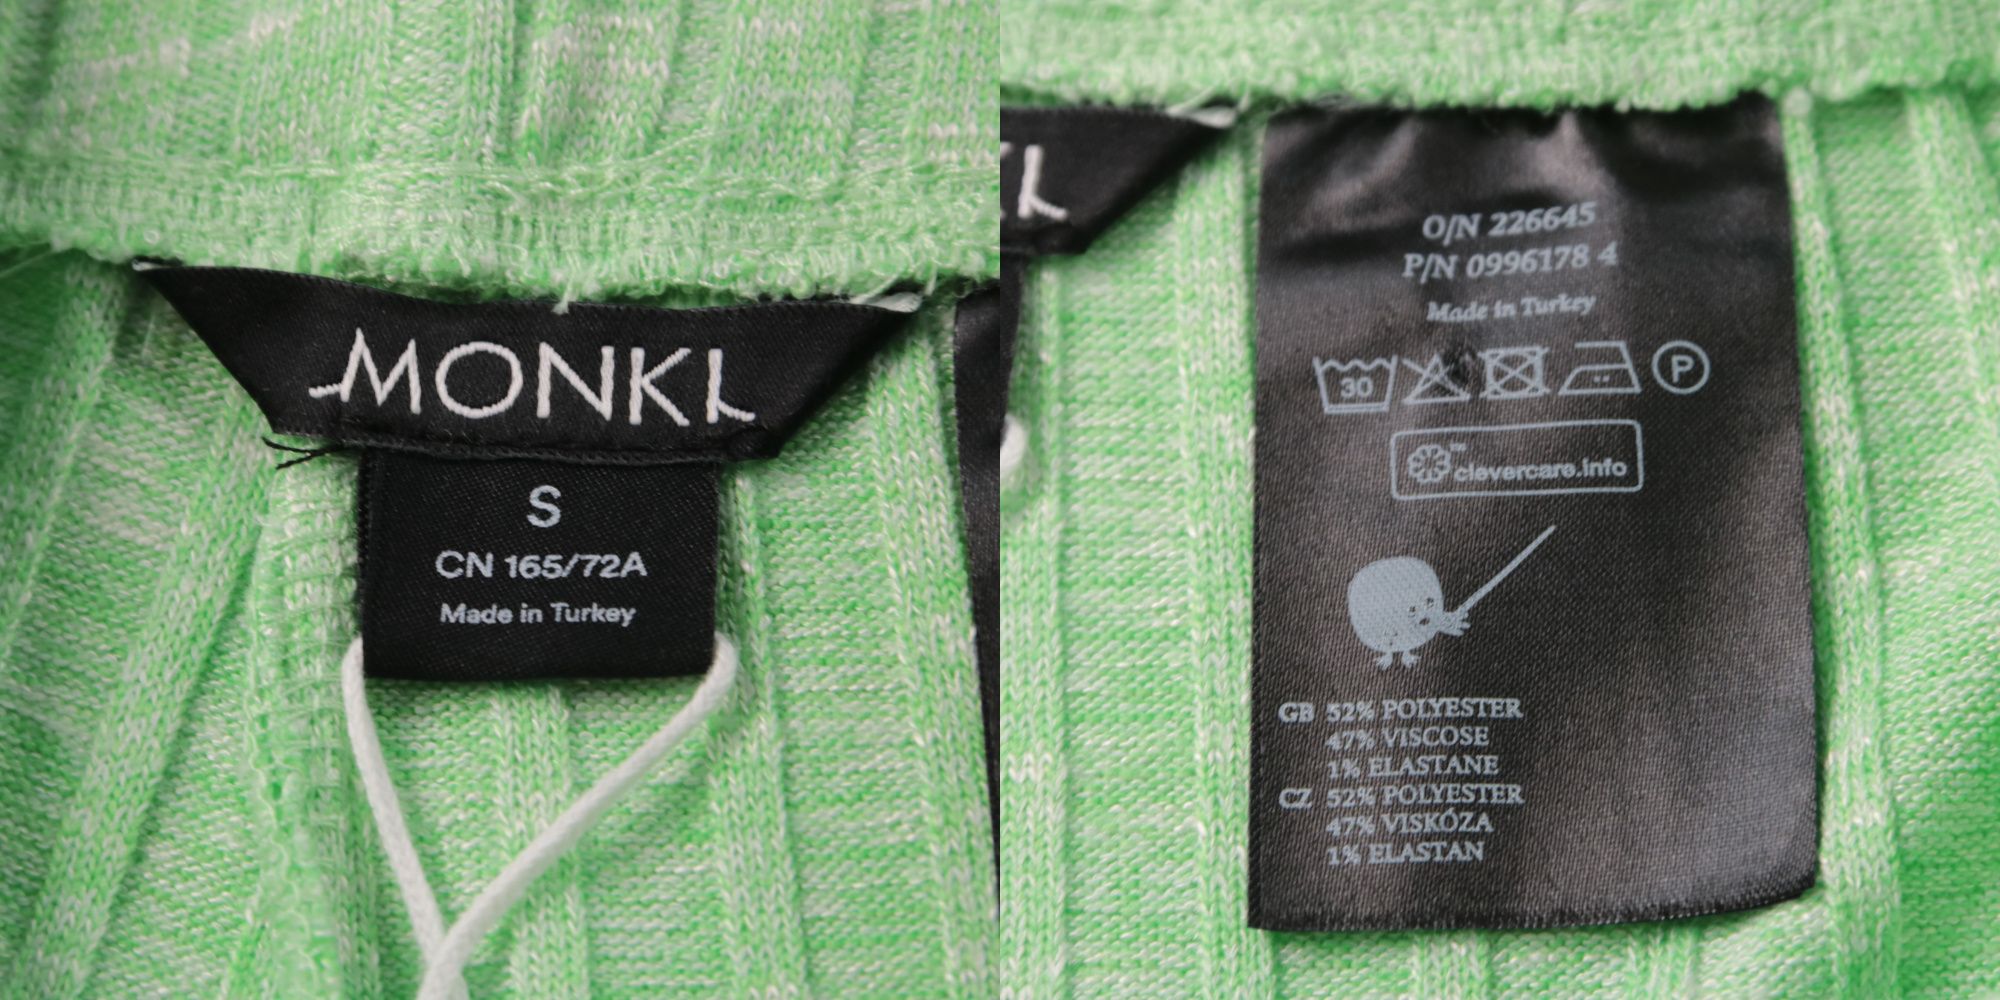 MONKI
S
CN 165/72A
Made in Turkey
KI
O/N 226645
P/N 0996178 4
Made in Turkey
30
P
clevercare.info
GB 52% POLYESTER
47% VISCOSE
1% ELASTANE
CZ 52% POLYESTER
47% VISKÓZA
1% ELASTAN